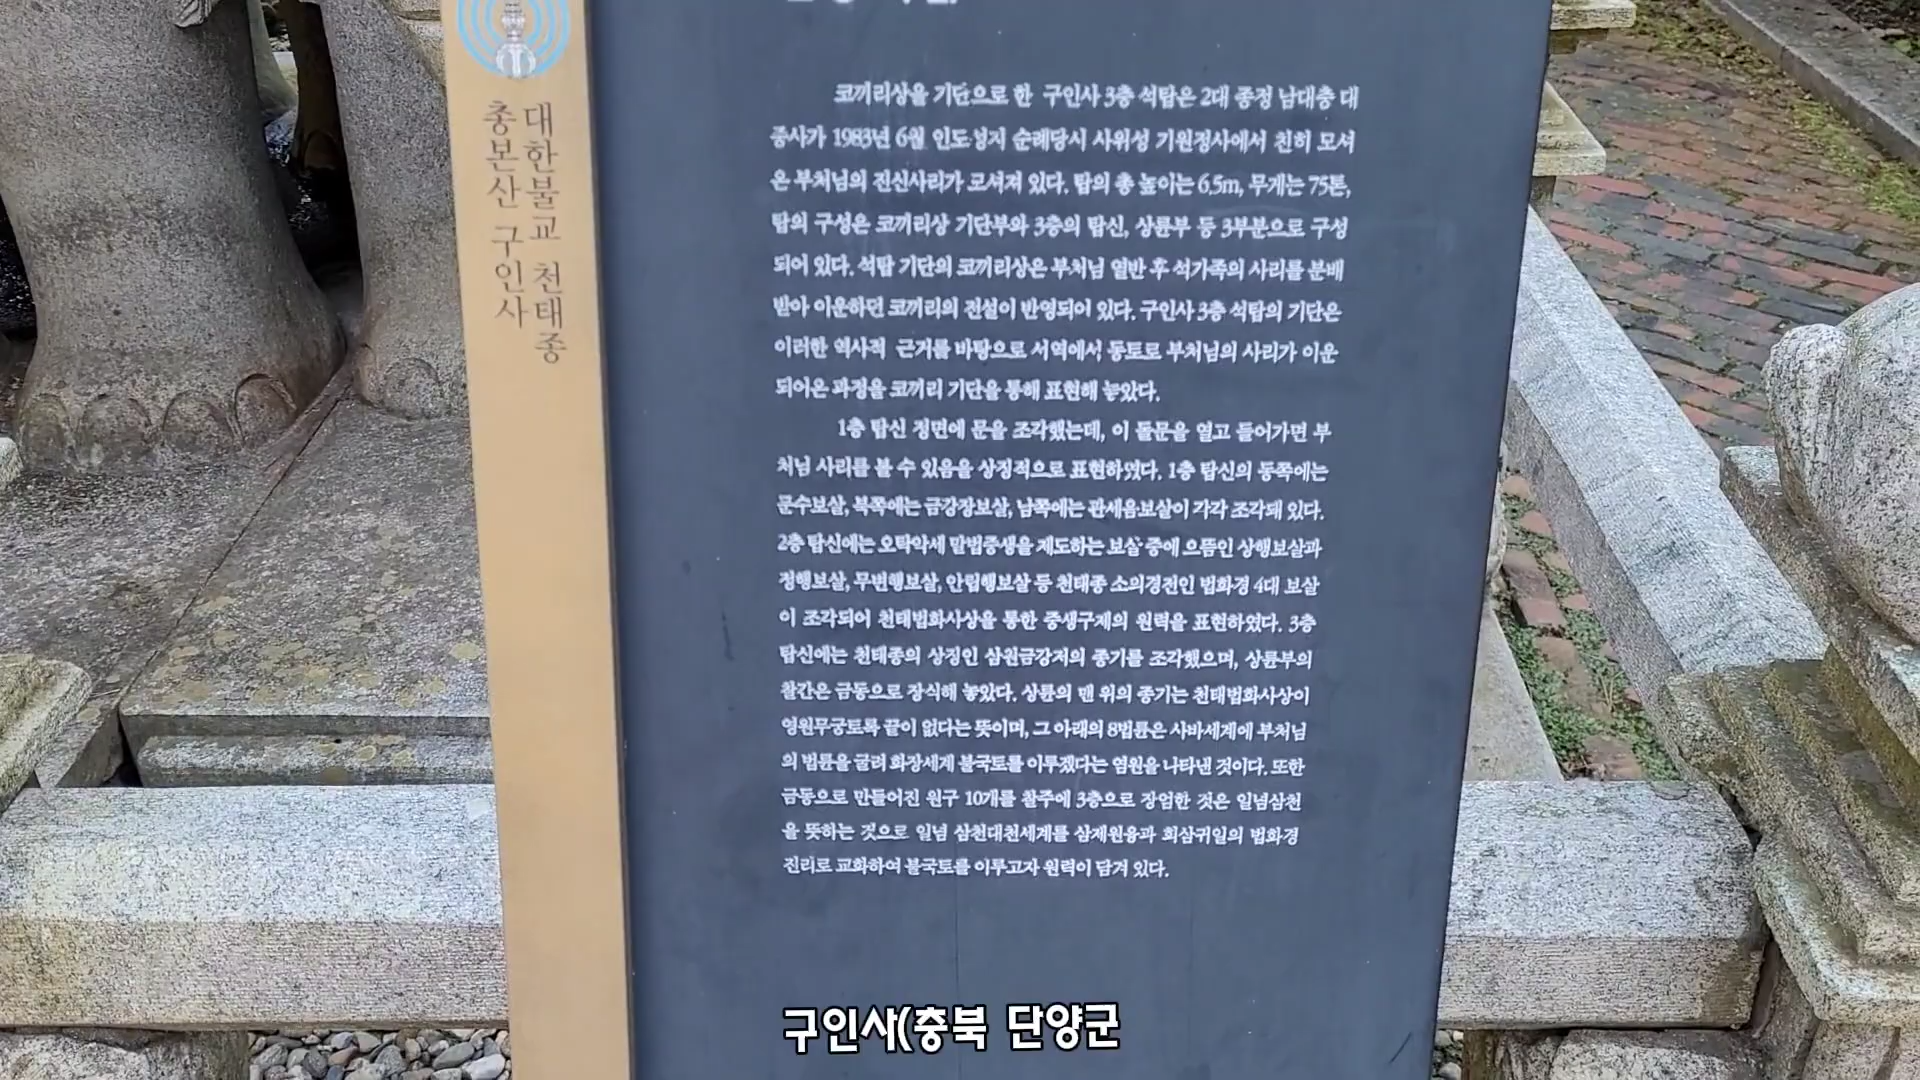 대한불교 천태종
총본산 구인사
코끼리상을 기단으로 한 구인사 3층 석탑은 2대 종정 남대충 대
종사가 1983년 6월 인도성지 순례당시 사위성 기원정사에서 친히 모셔
온 부처님의 진신사리가 모셔져 있다. 탑의 총 높이는 6.5m, 무게는 75톤,
탑의 구성은 코끼리상 기단부와 3층의 탑신, 상륜부 등 3부분으로 구성
되어 있다. 석탑 기단의 코끼리상은 부처님 열반 후 석가족의 사리를 분배
받아 이운하던 코끼리의 전설이 반영되어 있다. 구인사 3층 석탑의 기단은
이러한 역사적 근거를 바탕으로 서역에서 동토로 부처님의 사리가 이운
되어온 과정을 코끼리 기단을 통해 표현해 놓았다.
1층 탑신 정면에 문을 조각했는데, 이 돌문을 열고 들어가면 부
처님 사리를 볼 수 있음을 상징적으로 표현하였다. 1층 탑신의 동쪽에는
문수보살, 북쪽에는 금강장보살, 남쪽에는 관세음보살이 각각 조각돼 있다.
2층 탑신에는 오탁악세 말법중생을 제도하는 보살 중에 으뜸인 상행보살과
정행보살, 무변행보살, 안립행보살 등 천태종 소의경전인 법화경 4대 보살
이 조각되어 천태법화사상을 통한 중생구제의 원력을 표현하였다. 3층
탑신에는 천태종의 상징인 삼원금강저의 종기를 조각했으며, 상륜부의
찰간은 금동으로 장식해 놓았다. 상륜의 맨 위의 종기는 천태법화사상이
영원무궁토록 끝이 없다는 뜻이며, 그 아래의 8법륜은 사바세계에 부처님
의 법륜을 굴려 화장세계 불국토를 이루겠다는 염원을 나타낸 것이다. 또한
금동으로 만들어진 원구 10개를 찰주에 3층으로 장엄한 것은 일념삼천
을 뜻하는 것으로 일념 삼천대천세계를 삼제원융과 회삼귀일의 법화경
진리로 교화하여 불국토를 이루고자 원력이 담겨 있다.
구인사(충북 단양군